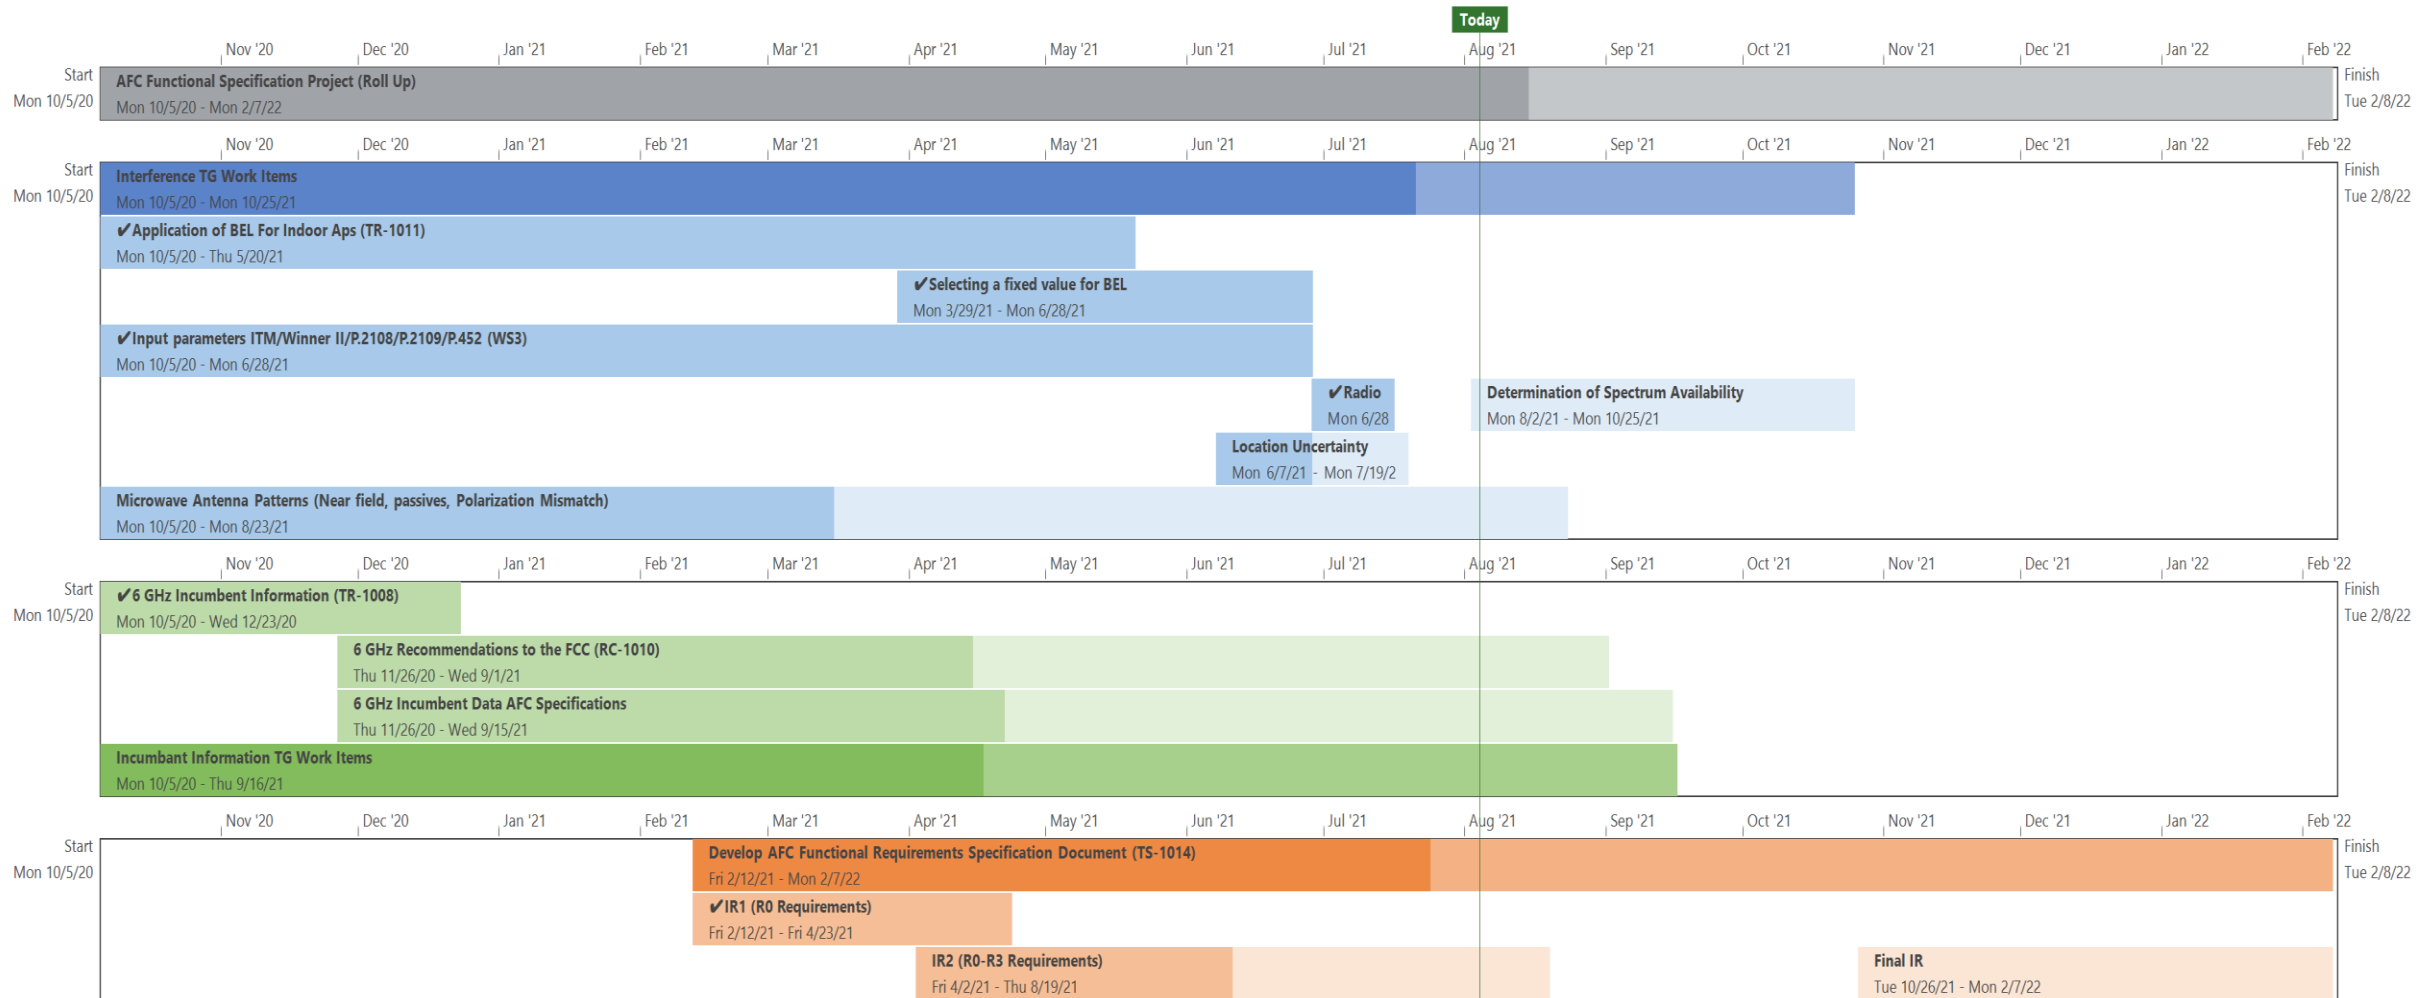 Today
Nov '20 Dec '20 Jan '21 Feb '21 Mar '21 Apr '21 May '21 Jun '21 Jul '21 Aug '21 Sep '21 Oct '21 Nov '21 Dec '21 Jan '22 Feb '22
Start
Mon 10/5/20
AFC Functional Specification Project (Roll Up)
Mon 10/5/20 - Mon 2/7/22
Finish
Tue 2/8/22
Nov '20 Dec '20 Jan '21 Feb '21 Mar '21 Apr '21 May '21 Jun '21 Jul '21 Aug '21 Sep '21 Oct '21 Nov '21 Dec '21 Jan '22 Feb '22
Start
Mon 10/5/20
Interference TG Work Items
Mon 10/5/20 - Mon 10/25/21
Finish
Tue 2/8/22
✔Application of BEL For Indoor Aps (TR-1011)
Mon 10/5/20 - Thu 5/20/21
✔Selecting a fixed value for BEL
Mon 3/29/21 - Mon 6/28/21
✔Input parameters ITM/Winner II/P.2108/P.2109/P.452 (WS3)
Mon 10/5/20 - Mon 6/28/21
✔Radio
Mon 6/28
Determination of Spectrum Availability
Mon 8/2/21 - Mon 10/25/21
Location Uncertainty
Mon 6/7/21 - Mon 7/19/2
Microwave Antenna Patterns (Near field, passives, Polarization Mismatch)
Mon 10/5/20 - Mon 8/23/21
Nov '20 Dec '20 Jan '21 Feb '21 Mar '21 Apr '21 May '21 Jun '21 Jul '21 Aug '21 Sep '21 Oct '21 Nov '21 Dec '21 Jan '22 Feb '22
Start
Mon 10/5/20
✔6 GHz Incumbent Information (TR-1008)
Mon 10/5/20 - Wed 12/23/20
Finish
Tue 2/8/22
6 GHz Recommendations to the FCC (RC-1010)
Thu 11/26/20 - Wed 9/1/21
6 GHz Incumbent Data AFC Specifications
Thu 11/26/20 - Wed 9/15/21
Incumbant Information TG Work Items
Mon 10/5/20 - Thu 9/16/21
Nov '20 Dec '20 Jan '21 Feb '21 Mar '21 Apr '21 May '21 Jun '21 Jul '21 Aug '21 Sep '21 Oct '21 Nov '21 Dec '21 Jan '22 Feb '22
Start
Mon 10/5/20
Develop AFC Functional Requirements Specification Document (TS-1014)
Fri 2/12/21 - Mon 2/7/22
Finish
Tue 2/8/22
✔IR1 (R0 Requirements)
Fri 2/12/21 - Fri 4/23/21
IR2 (R0-R3 Requirements)
Fri 4/2/21 - Thu 8/19/21
Final IR
Tue 10/26/21 - Mon 2/7/22